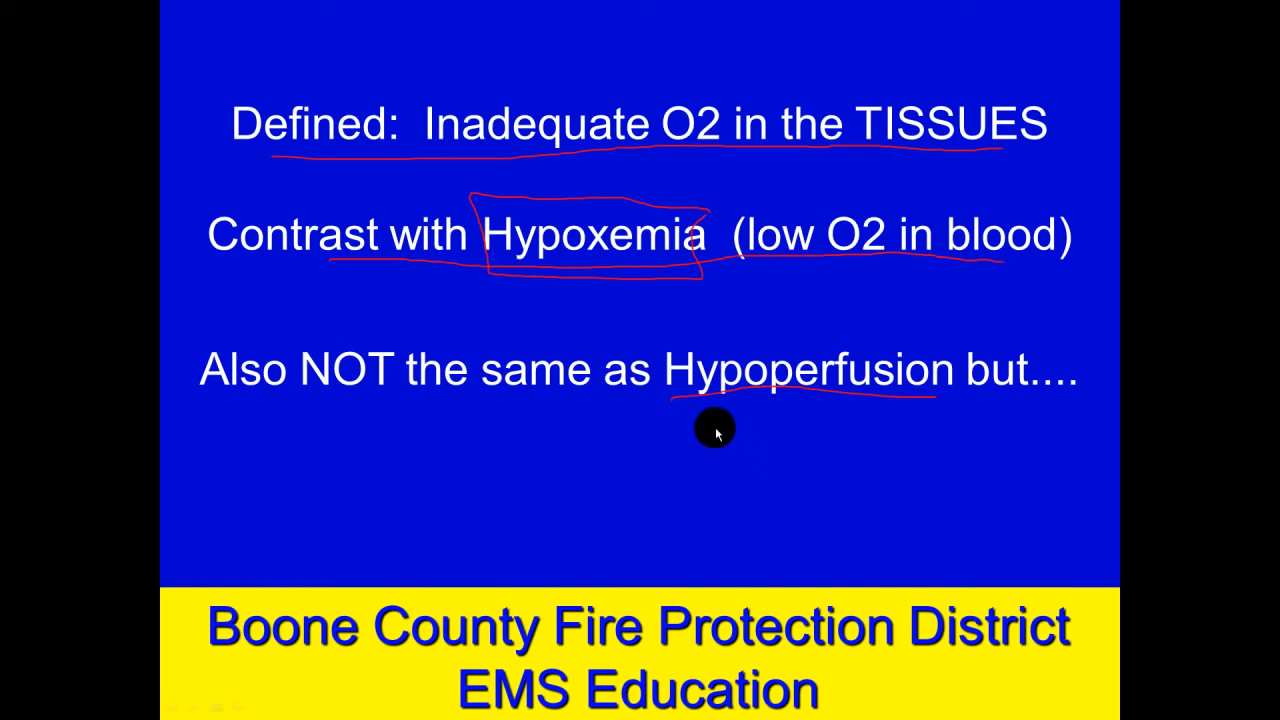 Defined: Inadequate O2 in the TISSUES
Contrast with Hypoxemia (low O2 in blood)
Also NOT the same as Hypoperfusion but....
Boone County Fire Protection District
EMS Education